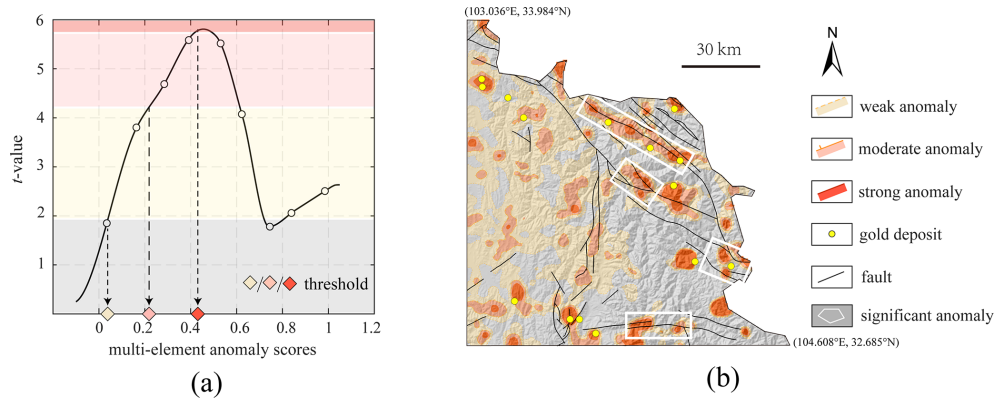 6
5
4
3
2
1
t-value
0
0.2
0.4
0.6
0.8
1
1.2
/ / threshold
multi-element anomaly scores
(a)
(103.036°E, 33.984°N)
30 km
N
weak anomaly
moderate anomaly
strong anomaly
gold deposit
fault
significant anomaly
(104.608°E, 32.685°N)
(b)